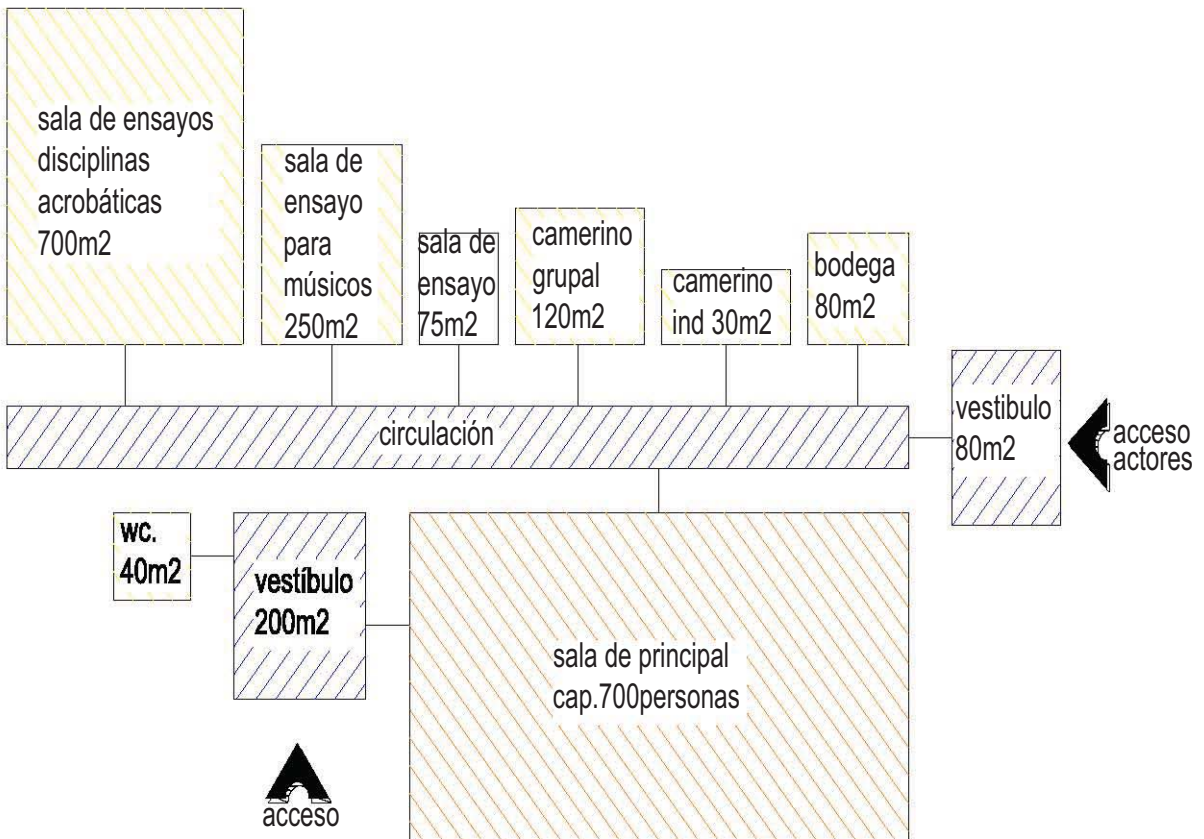 sala de ensayos
disciplinas
acrobáticas
700m2
sala de
ensayo
para
músicos
250m2
sala de
ensayo
75m2
camerino
grupal
120m2
camerino
ind 30m2
bodega
80m2
circulación
vestibulo
80m2
acceso
actores
wc.
40m2
vestíbulo
200m2
sala de principal
cap.700personas
acceso